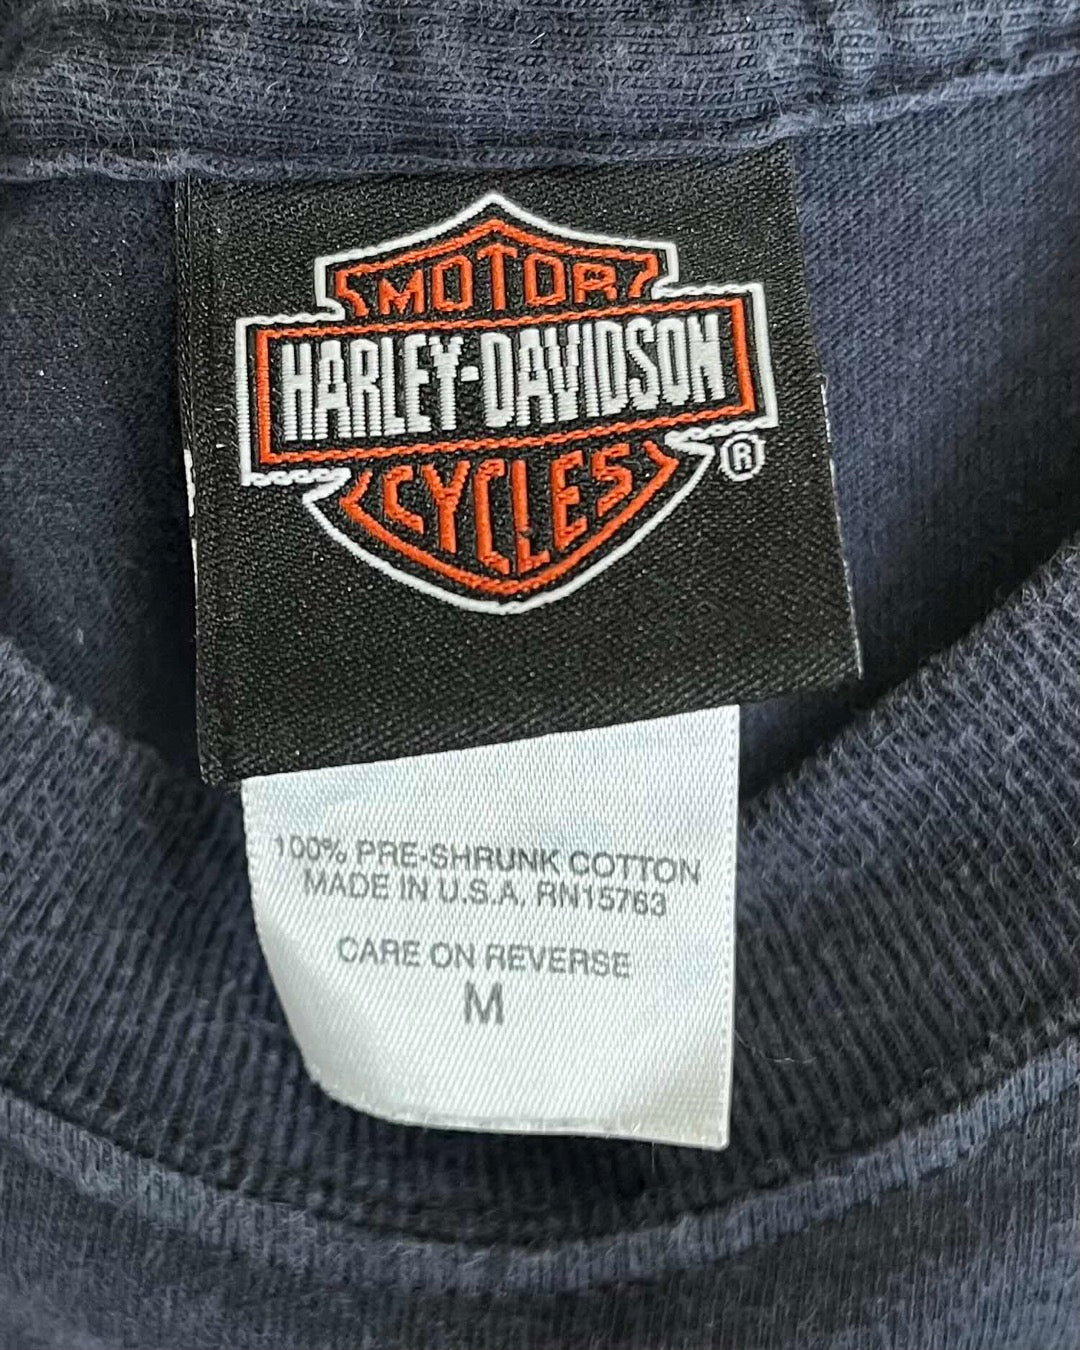 MOTOR
HARLEY-DAVIDSON
CYCLES
®
100% PRE-SHRUNK COTTON
MADE IN U.S.A. RN15763
CARE ON REVERSE
M